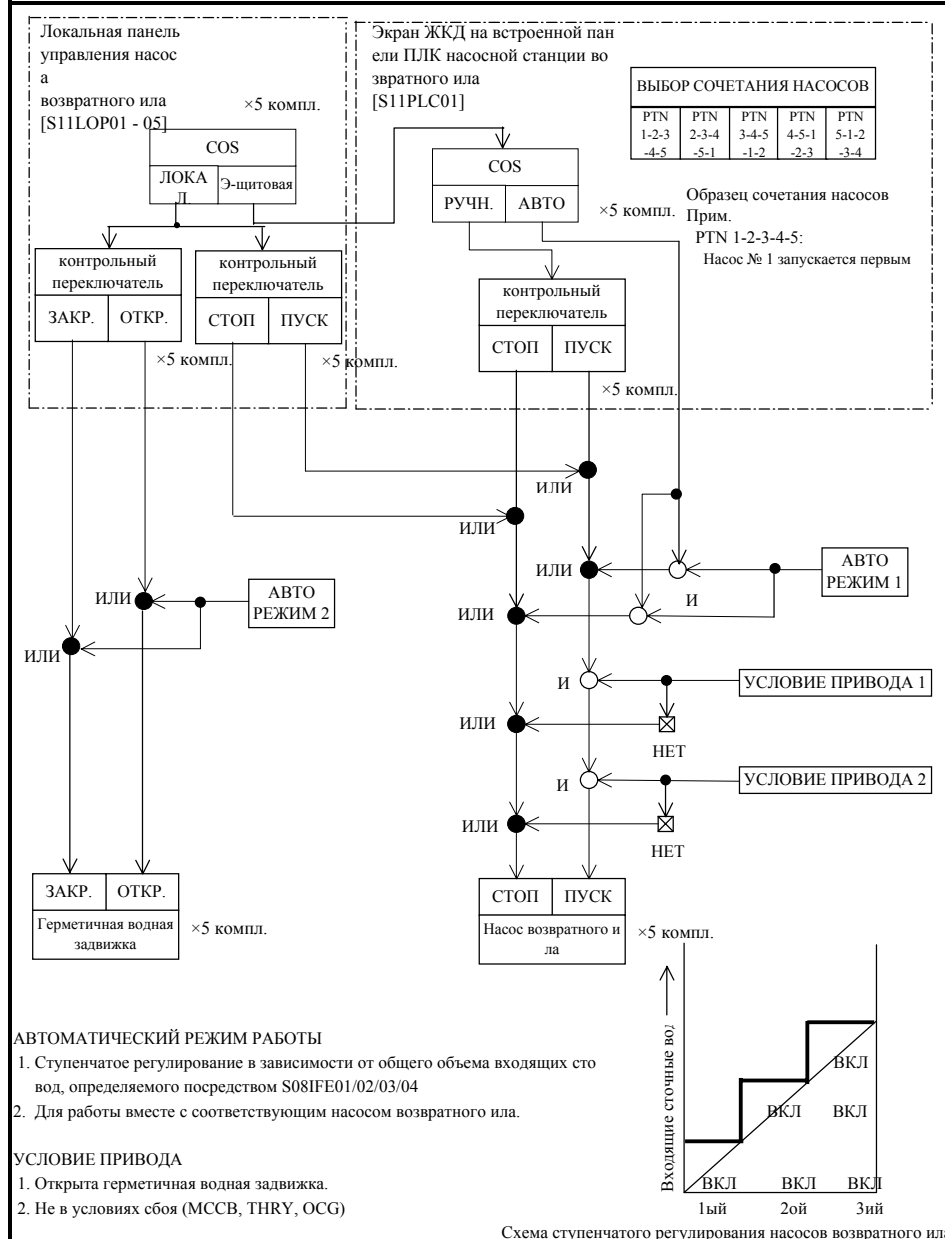 Локальная панель
управления насос
а
возвратного ила
[S11LOP01 - 05]
×5 компл.
COS
ЛОКА
Л
Э-щитовая
контрольный
переключатель
ЗАКР.
ОТКР.
×5 компл.
контрольный
переключатель
СТОП
ПУСК
×5 компл.
Экран ЖКД на встроенной пан
ели ПЛК насосной станции во
звратного ила
[S11PLC01]
ВЫБОР СОЧЕТАНИЯ НАСОСОВ
PTN PTN PTN PTN PTN
1-2-3 2-3-4 3-4-5 4-5-1 5-1-2
-4-5 -5-1 -1-2 -2-3 -3-4
COS
РУЧН.
АВТО
×5 компл.
Образец сочетания насосов
Прим.
PTN 1-2-3-4-5:
Насос № 1 запускается первым
контрольный
переключатель
СТОП
ПУСК
×5 компл.
ИЛИ
ИЛИ
ИЛИ
И
АВТО
РЕЖИМ 1
ИЛИ
ИЛИ
АВТО
РЕЖИМ 2
ИЛИ
И
УСЛОВИЕ ПРИВОДА 1
ИЛИ
НЕТ
И
УСЛОВИЕ ПРИВОДА 2
ИЛИ
НЕТ
ЗАКР.
ОТКР.
Герметичная водная
задвижка
×5 компл.
СТОП
ПУСК
Насос возвратного и
ла
×5 компл.
АВТОМАТИЧЕСКИЙ РЕЖИМ РАБОТЫ
1. Ступенчатое регулирование в зависимости от общего объема входящих сто
вод, определяемого посредством S08IFE01/02/03/04
2. Для работы вместе с соответствующим насосом возвратного ила.
УСЛОВИЕ ПРИВОДА
1. Открыта герметичная водная задвижка.
2. Не в условиях сбоя (MCCB, THRY, OCG)
Входящие сточные вод
ВКЛ
ВКЛ ВКЛ
ВКЛ ВКЛ ВКЛ
1ый 2ой 3ий
Схема ступенчатого регулирования насосов возвратного ила